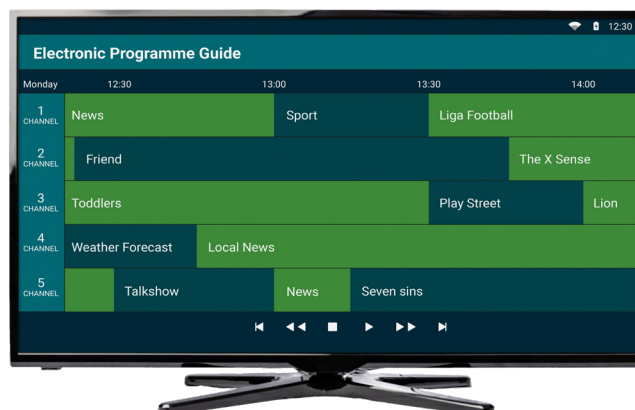 12:30
Electronic Programme Guide
Monday 12:30 13:00 13:30 14:00
1 News Sport Liga Football
CHANNEL
2 Friend The X Sense
CHANNEL
3 Toddlers Play Street Lion
CHANNEL
4 Weather Forecast Local News
CHANNEL
5 Talkshow News Seven sins
CHANNEL